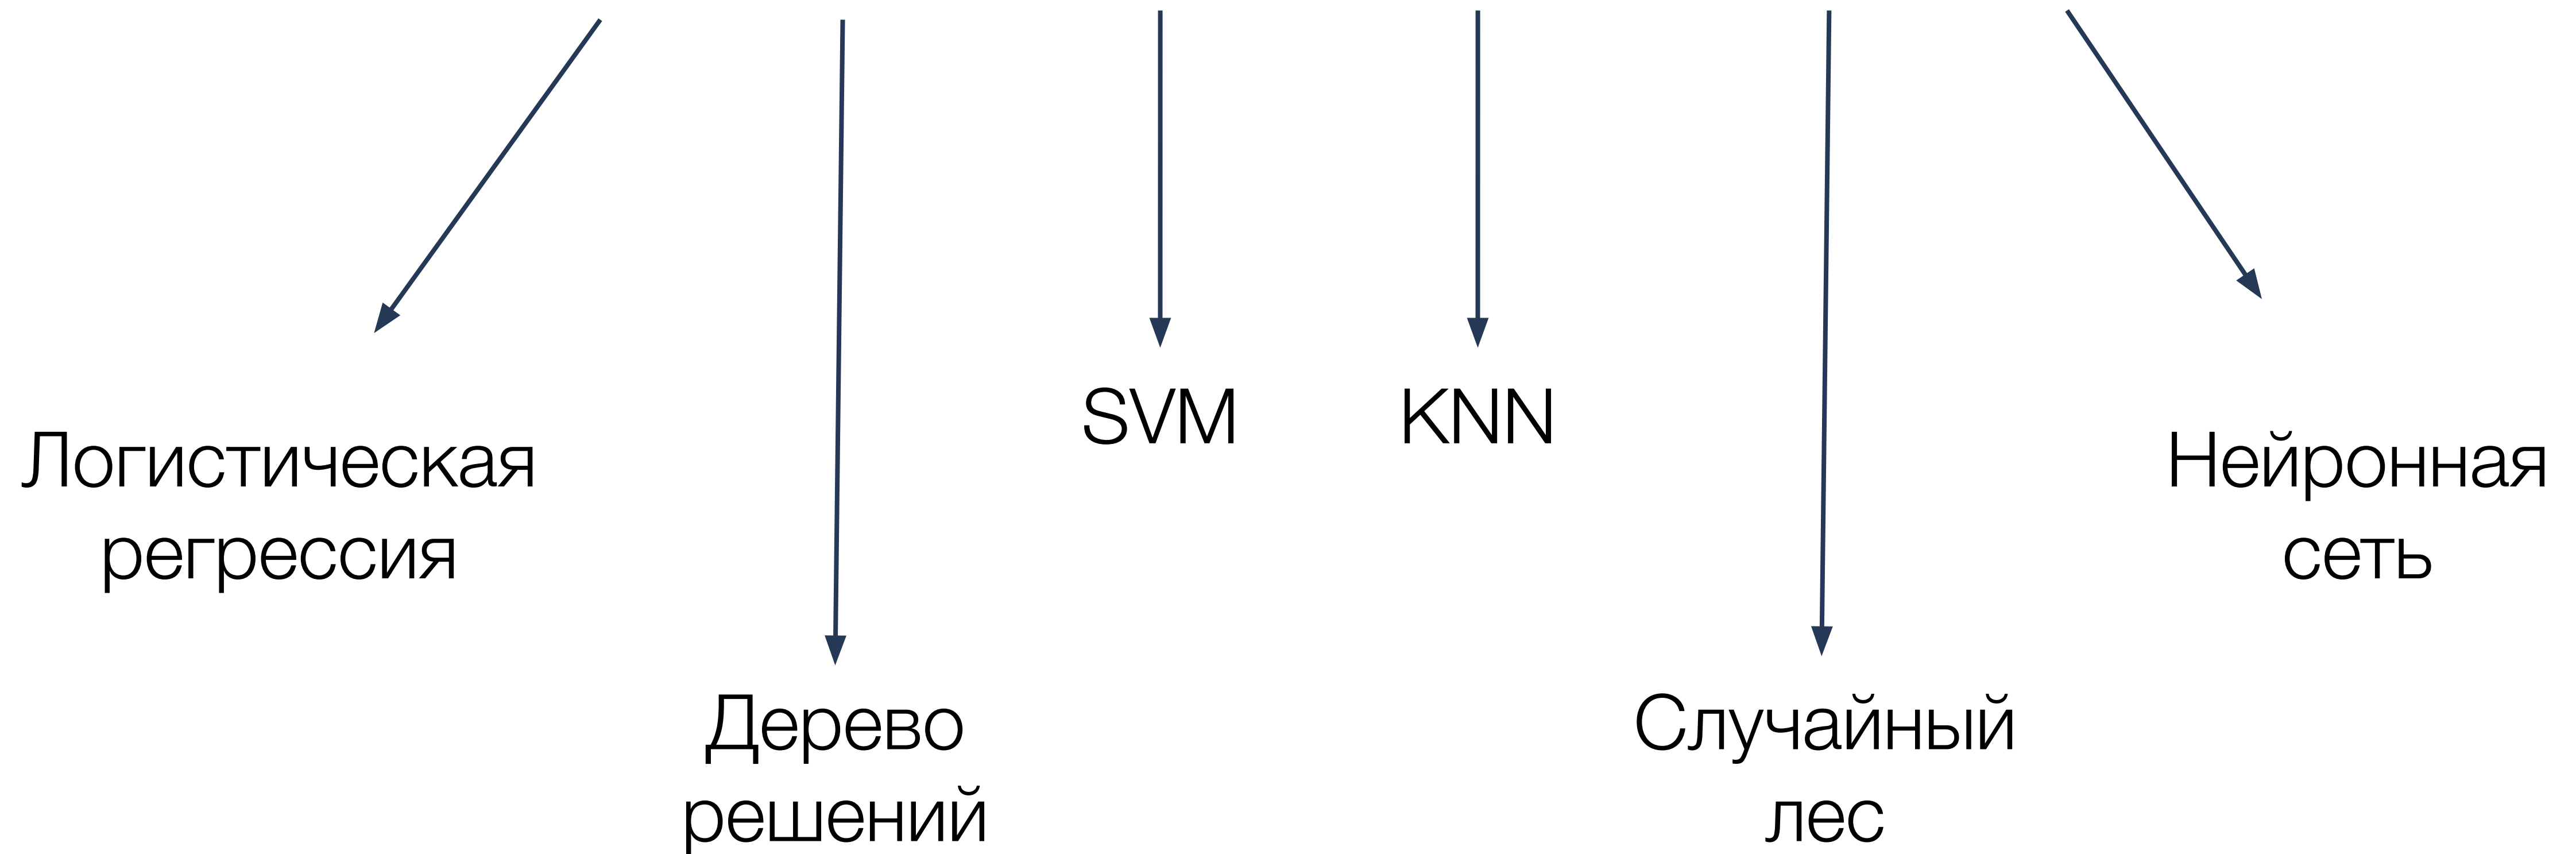 Логистическая
регрессия
Дерево
решений
SVM
KNN
Случайный
лес
Нейронная
сеть